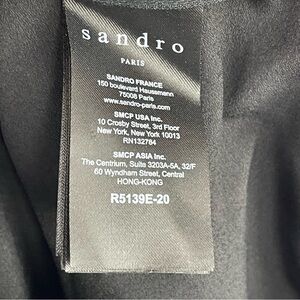 sandro
PARIS
SANDRO FRANCE
150 boulevard Haussmann
75008 Paris
www.sandro-paris.com
SMCP USA Inc.
10 Crosby Street, 3rd Floor
New York, New York 10013
RN132784
SMCP ASIA Inc.
The Centrium, Suite 3203A-5A, 32/F
60 Wyndham Street, Central
HONG-KONG
R5139E-20